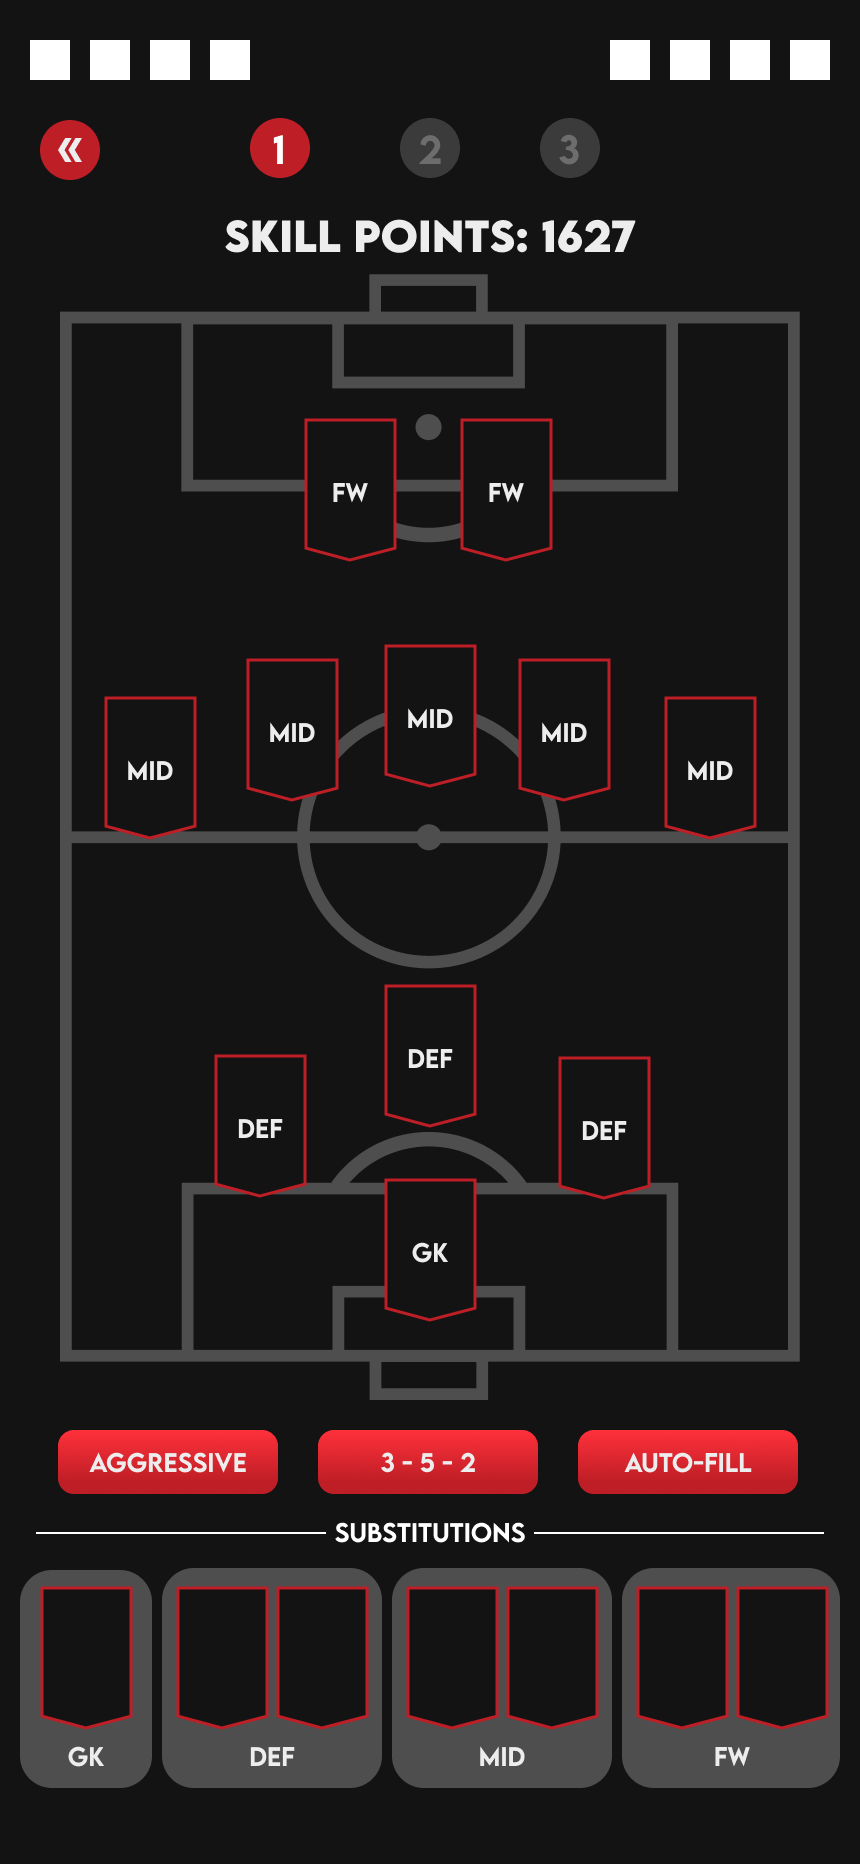 «
1 2 3
SKILL POINTS: 1627
FW FW
MID
MID MID
MID MID
DEF
DEF DEF
GK
AGGRESSIVE 3 - 5 - 2 AUTO-FILL
SUBSTITUTIONS
GK DEF MID FW